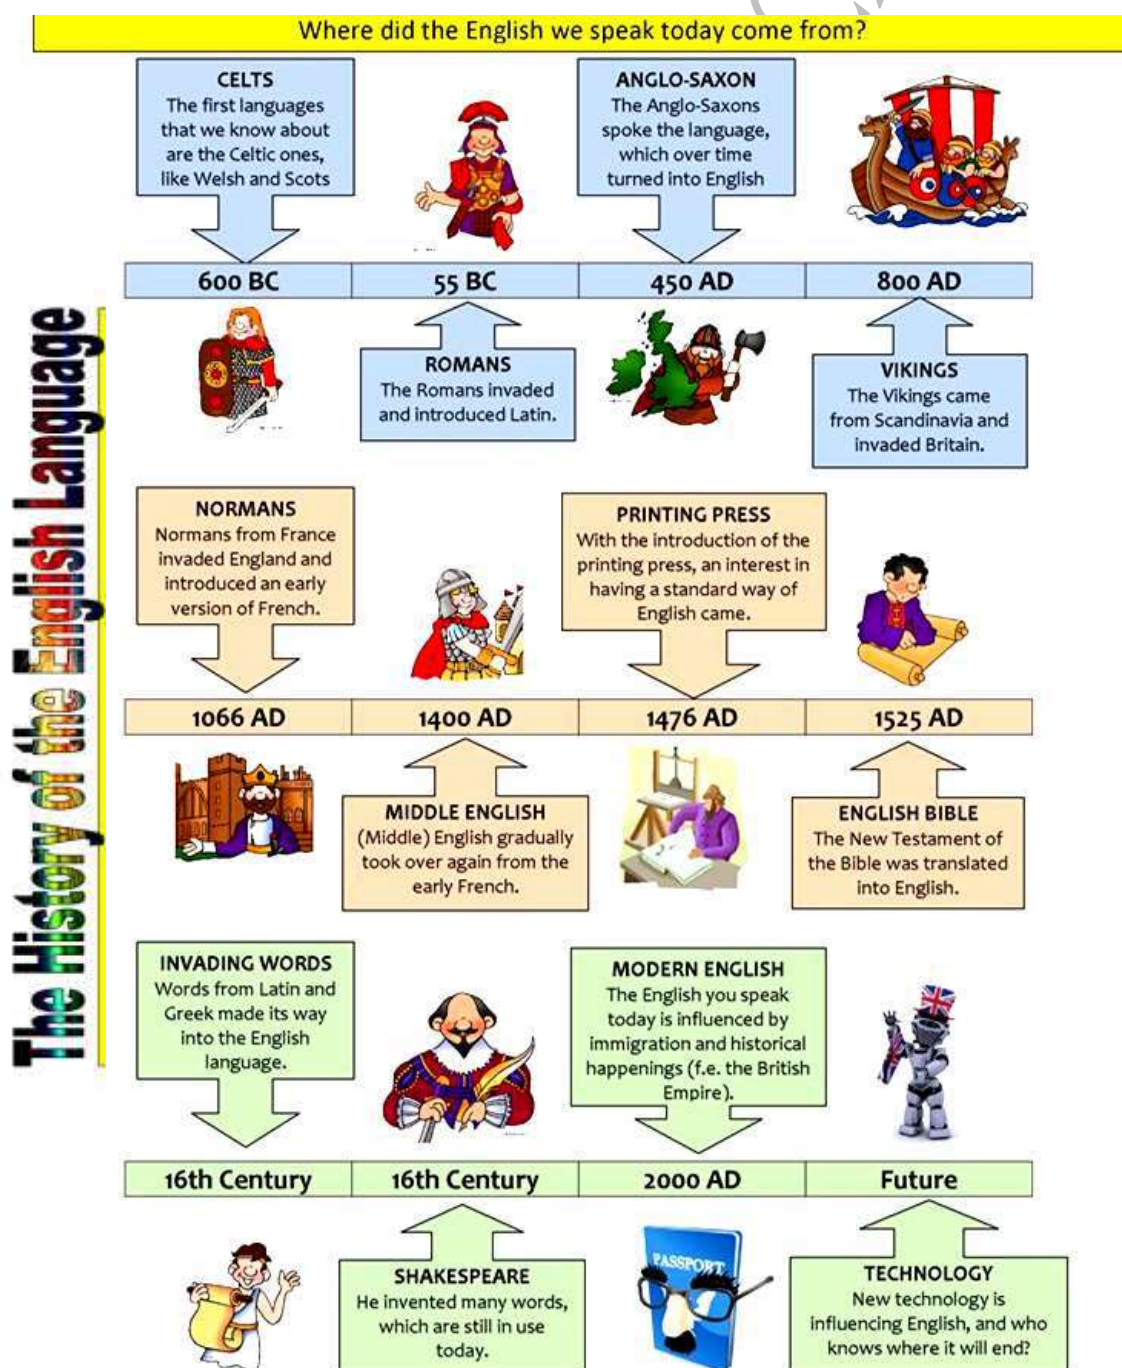 Where did the English we speak today come from?
CELTS
The first languages
that we know about
are the Celtic ones,
like Welsh and Scots
ANGLO-SAXON
The Anglo-Saxons
spoke the language,
which over time
turned into English
600 BC
55 BC
450 AD
800 AD
ROMANS
The Romans invaded
and introduced Latin.
VIKINGS
The Vikings came
from Scandinavia and
invaded Britain.
The History of the English Language
NORMANS
Normans from France
invaded England and
introduced an early
version of French.
PRINTING PRESS
With the introduction of the
printing press, an interest in
having a standard way of
English came.
1066 AD
1400 AD
1476 AD
1525 AD
MIDDLE ENGLISH
(Middle) English gradually
took over again from the
early French.
ENGLISH BIBLE
The New Testament of
the Bible was translated
into English.
INVADING WORDS
Words from Latin and
Greek made its way
into the English
language.
MODERN ENGLISH
The English you speak
today is influenced by
immigration and historical
happenings (f.e. the British
Empire).
16th Century
16th Century
2000 AD
Future
PASSPORT
SHAKESPEARE
He invented many words,
which are still in use
today.
TECHNOLOGY
New technology is
influencing English, and who
knows where it will end?